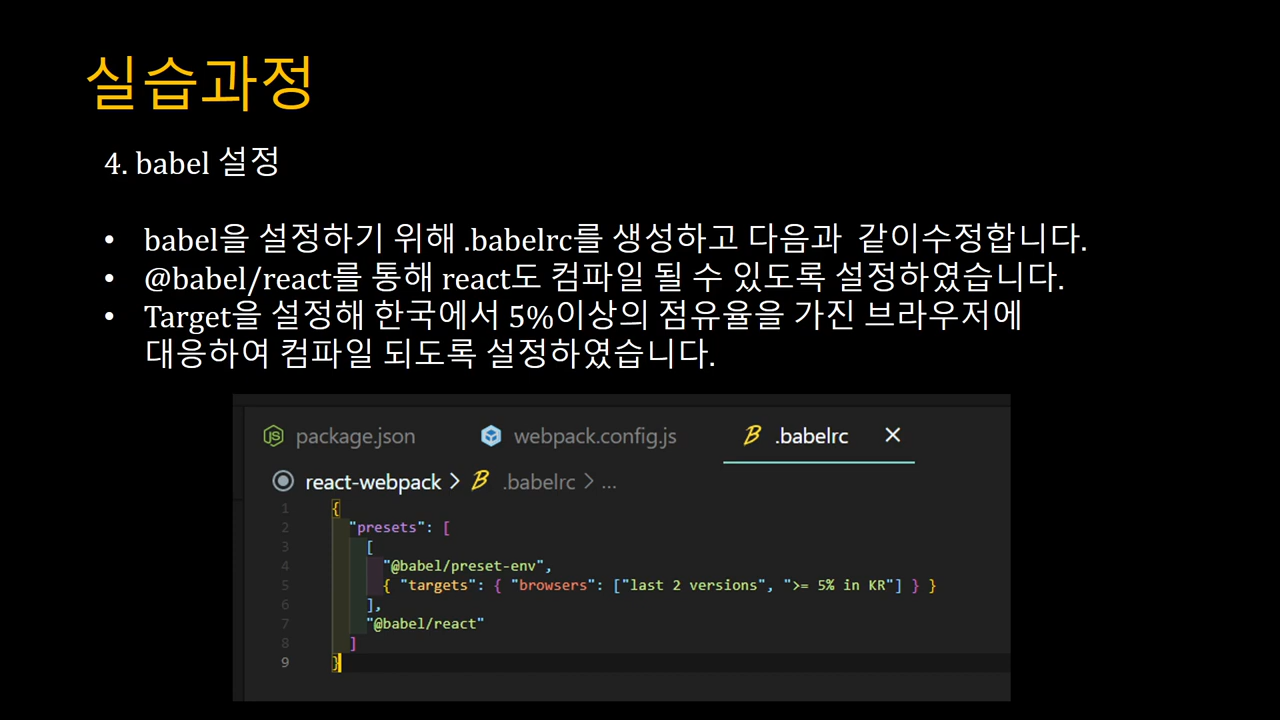 실습과정
4. babel 설정
• babel을 설정하기 위해 .babelrc를 생성하고 다음과  같이수정합니다.
• @babel/react를 통해 react도 컴파일 될 수 있도록 설정하였습니다.
• Target을 설정해 한국에서 5%이상의 점유율을 가진 브라우저에
대응하여 컴파일 되도록 설정하였습니다.
package.json webpack.config.js .babelrc ×
react-webpack > .babelrc > ...
1 {
2 "presets": [
3 [
4 "@babel/preset-env",
5 { "targets": { "browsers": ["last 2 versions", ">= 5% in KR"] } }
6 ],
7 "@babel/react"
8 ]
9 }